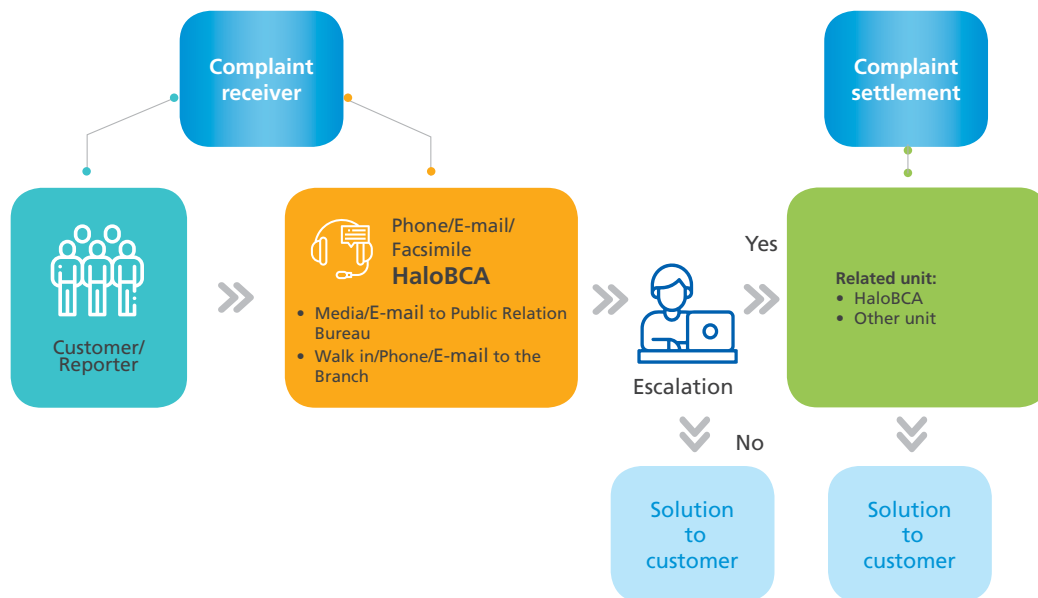 Complaint
receiver
Complaint
settlement
Customer/
Reporter
Phone/E-mail/
Facsimile
HaloBCA
• Media/E-mail to Public Relation
Bureau
• Walk in/Phone/E-mail to the
Branch
Escalation
Yes
No
Related unit:
• HaloBCA
• Other unit
Solution
to
customer
Solution
to
customer